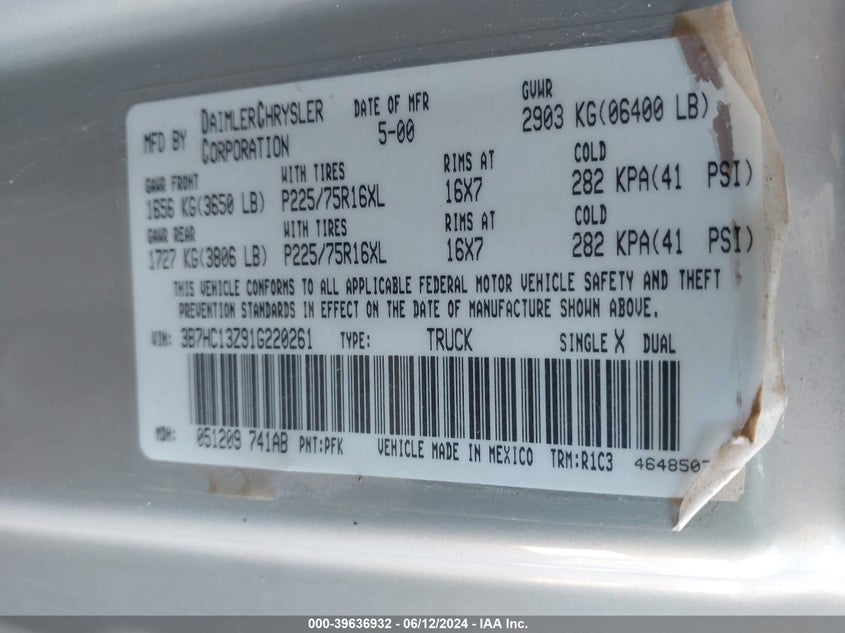 MFD BY DAIMLERCHRYSLER CORPORATION DATE OF MFR 5-00 GVWR 2903 KG(06400 LB)
GAWR FRONT WITH TIRES RIMS AT COLD
1656 KG(3650 LB) P225/75R16XL 16X7 282 KPA(41 PSI)
GAWR REAR WITH TIRES RIMS AT COLD
1727 KG(3806 LB) P225/75R16XL 16X7 282 KPA(41 PSI)
THIS VEHICLE CONFORMS TO ALL APPLICABLE FEDERAL MOTOR VEHICLE SAFETY AND THEFT
PREVENTION STANDARDS IN EFFECT ON THE DATE OF MANUFACTURE SHOWN ABOVE.
VIN: 3B7HC13Z91G220261 TYPE: TRUCK SINGLE X DUAL
MDH: 051209 741AB PNT:PFK VEHICLE MADE IN MEXICO TRM:R1C3 4648507
000-39636932 - 06/12/2024 - IAA Inc.